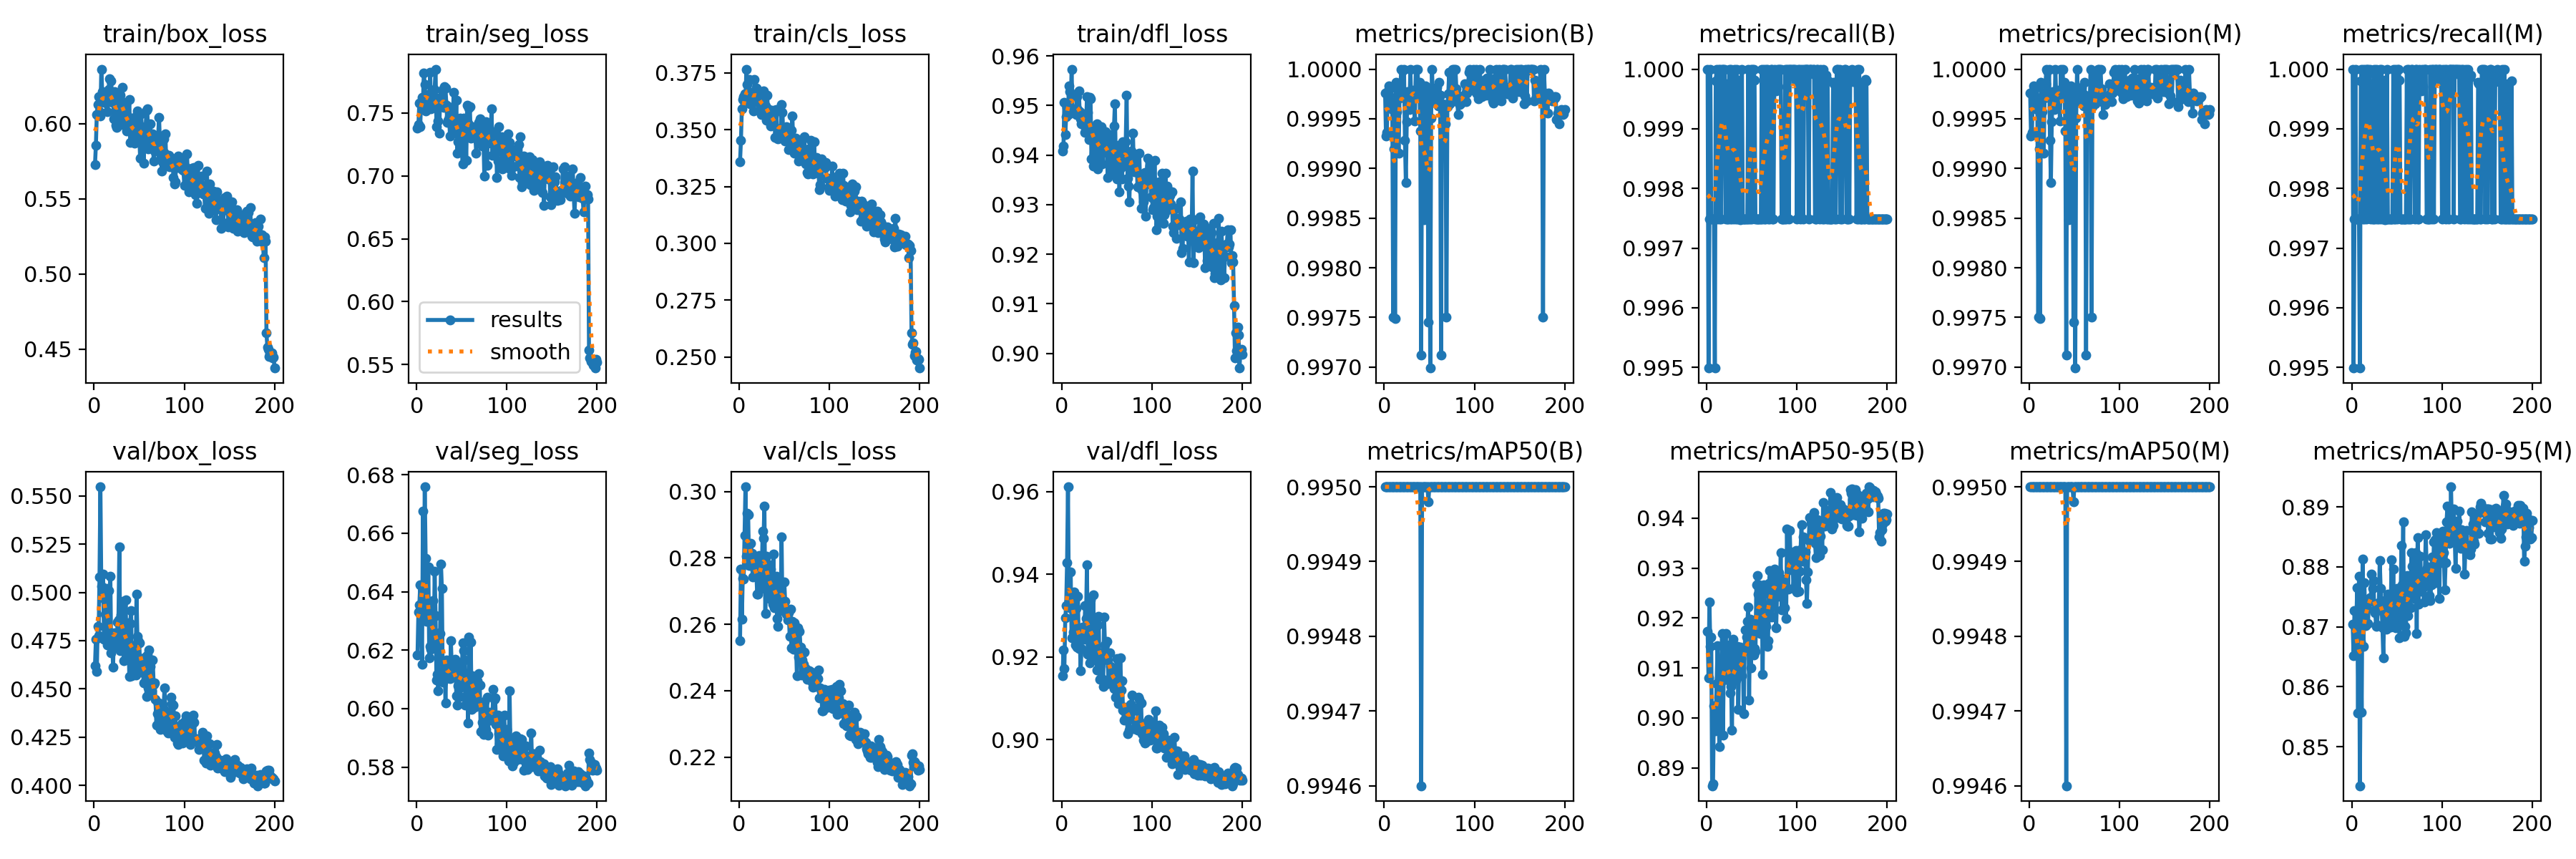 train/box_loss
train/seg_loss
train/cls_loss
train/dfl_loss
metrics/precision(B)
metrics/recall(B)
metrics/precision(M)
metrics/recall(M)
0.60
0.55
0.50
0.45
0 100 200
0.75
0.70
0.65
0.60
0.55
results
smooth
0 100 200
0.375
0.350
0.325
0.300
0.275
0.250
0 100 200
0.96
0.95
0.94
0.93
0.92
0.91
0.90
0 100 200
1.0000
0.9995
0.9990
0.9985
0.9980
0.9975
0.9970
0 100 200
1.000
0.999
0.998
0.997
0.996
0.995
0 100 200
1.0000
0.9995
0.9990
0.9985
0.9980
0.9975
0.9970
0 100 200
1.000
0.999
0.998
0.997
0.996
0.995
0 100 200
val/box_loss
val/seg_loss
val/cls_loss
val/dfl_loss
metrics/mAP50(B)
metrics/mAP50-95(B)
metrics/mAP50(M)
metrics/mAP50-95(M)
0.550
0.525
0.500
0.475
0.450
0.425
0.400
0 100 200
0.68
0.66
0.64
0.62
0.60
0.58
0 100 200
0.30
0.28
0.26
0.24
0.22
0 100 200
0.96
0.94
0.92
0.90
0 100 200
0.9950
0.9949
0.9948
0.9947
0.9946
0 100 200
0.94
0.93
0.92
0.91
0.90
0.89
0 100 200
0.9950
0.9949
0.9948
0.9947
0.9946
0 100 200
0.89
0.88
0.87
0.86
0.85
0 100 200